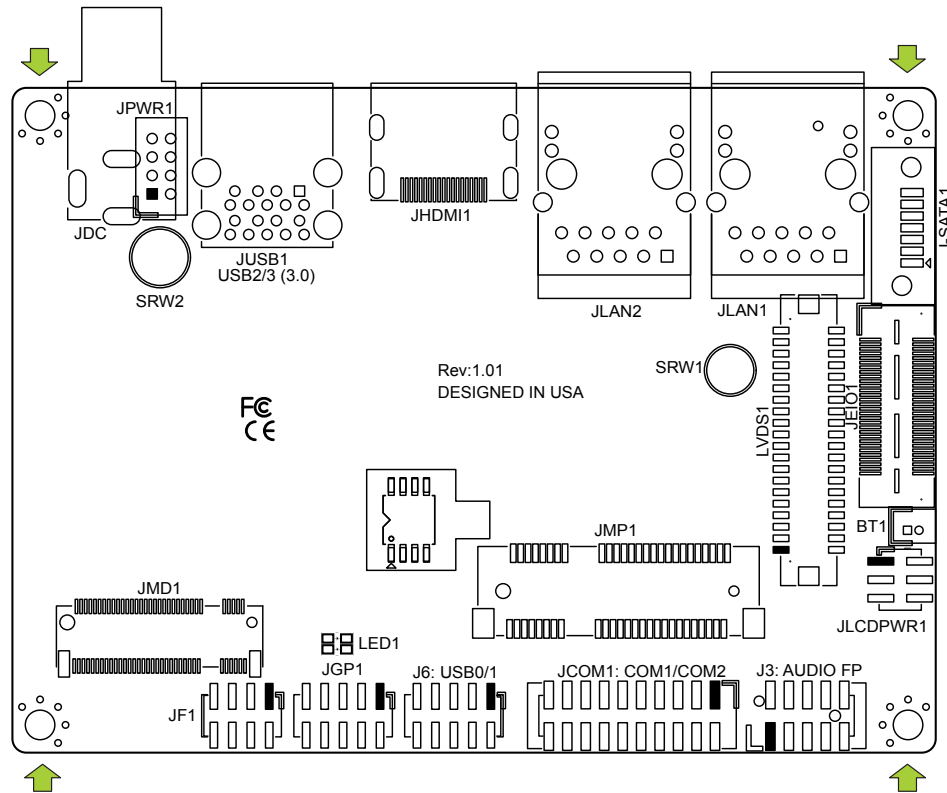 JPWR1
JDC
SRW2
JUSB1
USB2/3 (3.0)
JHDMI1
JLAN2
JLAN1
I-SATA1
Rev:1.01
DESIGNED IN USA
SRW1
LVDS1
JEIO1
FC
CE
BT1
JMP1
JMD1
LED1
JLCDPWR1
JGP1
J6: USB0/1
JCOM1: COM1/COM2
J3: AUDIO FP
JF1